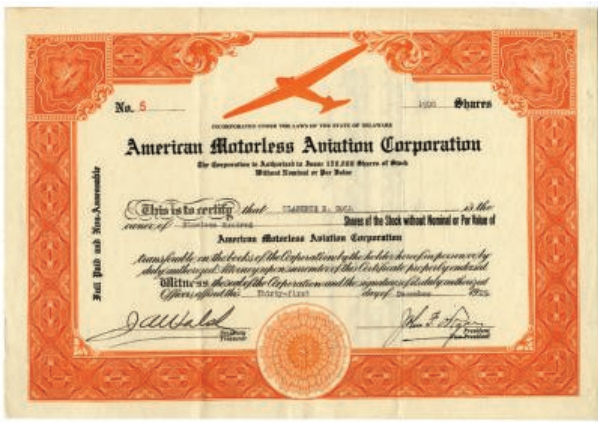 No. 5 Shares
INCORPORATED UNDER THE LAWS OF THE STATE OF DELAWARE
American Motorless Aviation Corporation
The Corporation is Authorized to Issue Shares of Stock
Without Nominal or Par Value
Full Paid and Non-Assessable
This is to certify that is the
owner of Shares of the Stock without Nominal or Par Value of
American Motorless Aviation Corporation
transferable on the books of the Corporation by the holder hereof in person or by
duly authorized Attorney upon surrender of this Certificate properly endorsed
Witness the seal of the Corporation and the signatures of its duly authorized
Officers affixed this Thirty-first day of December
Secretary
Treasurer
President
Vice-President